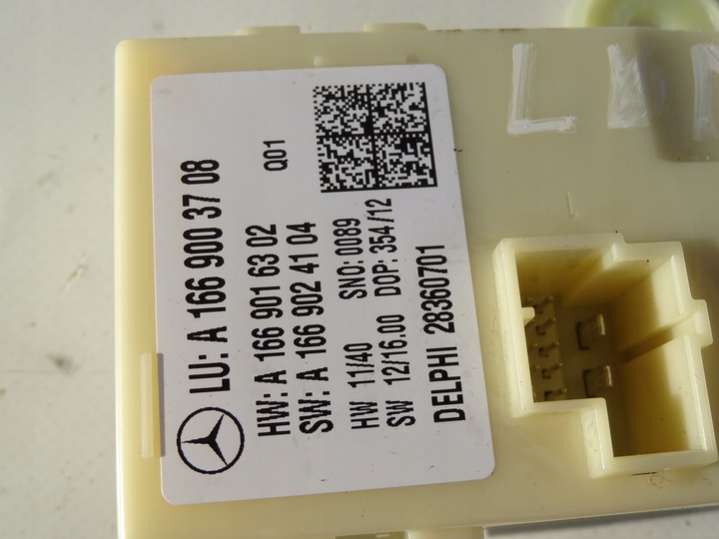 LU: A 166 900 37 08
HW: A 166 901 63 02 Q01
SW: A 166 902 41 04
HW 11/40 SNO: 0089
SW 12/16.00 DOP: 354/12
DELPHI 28360701